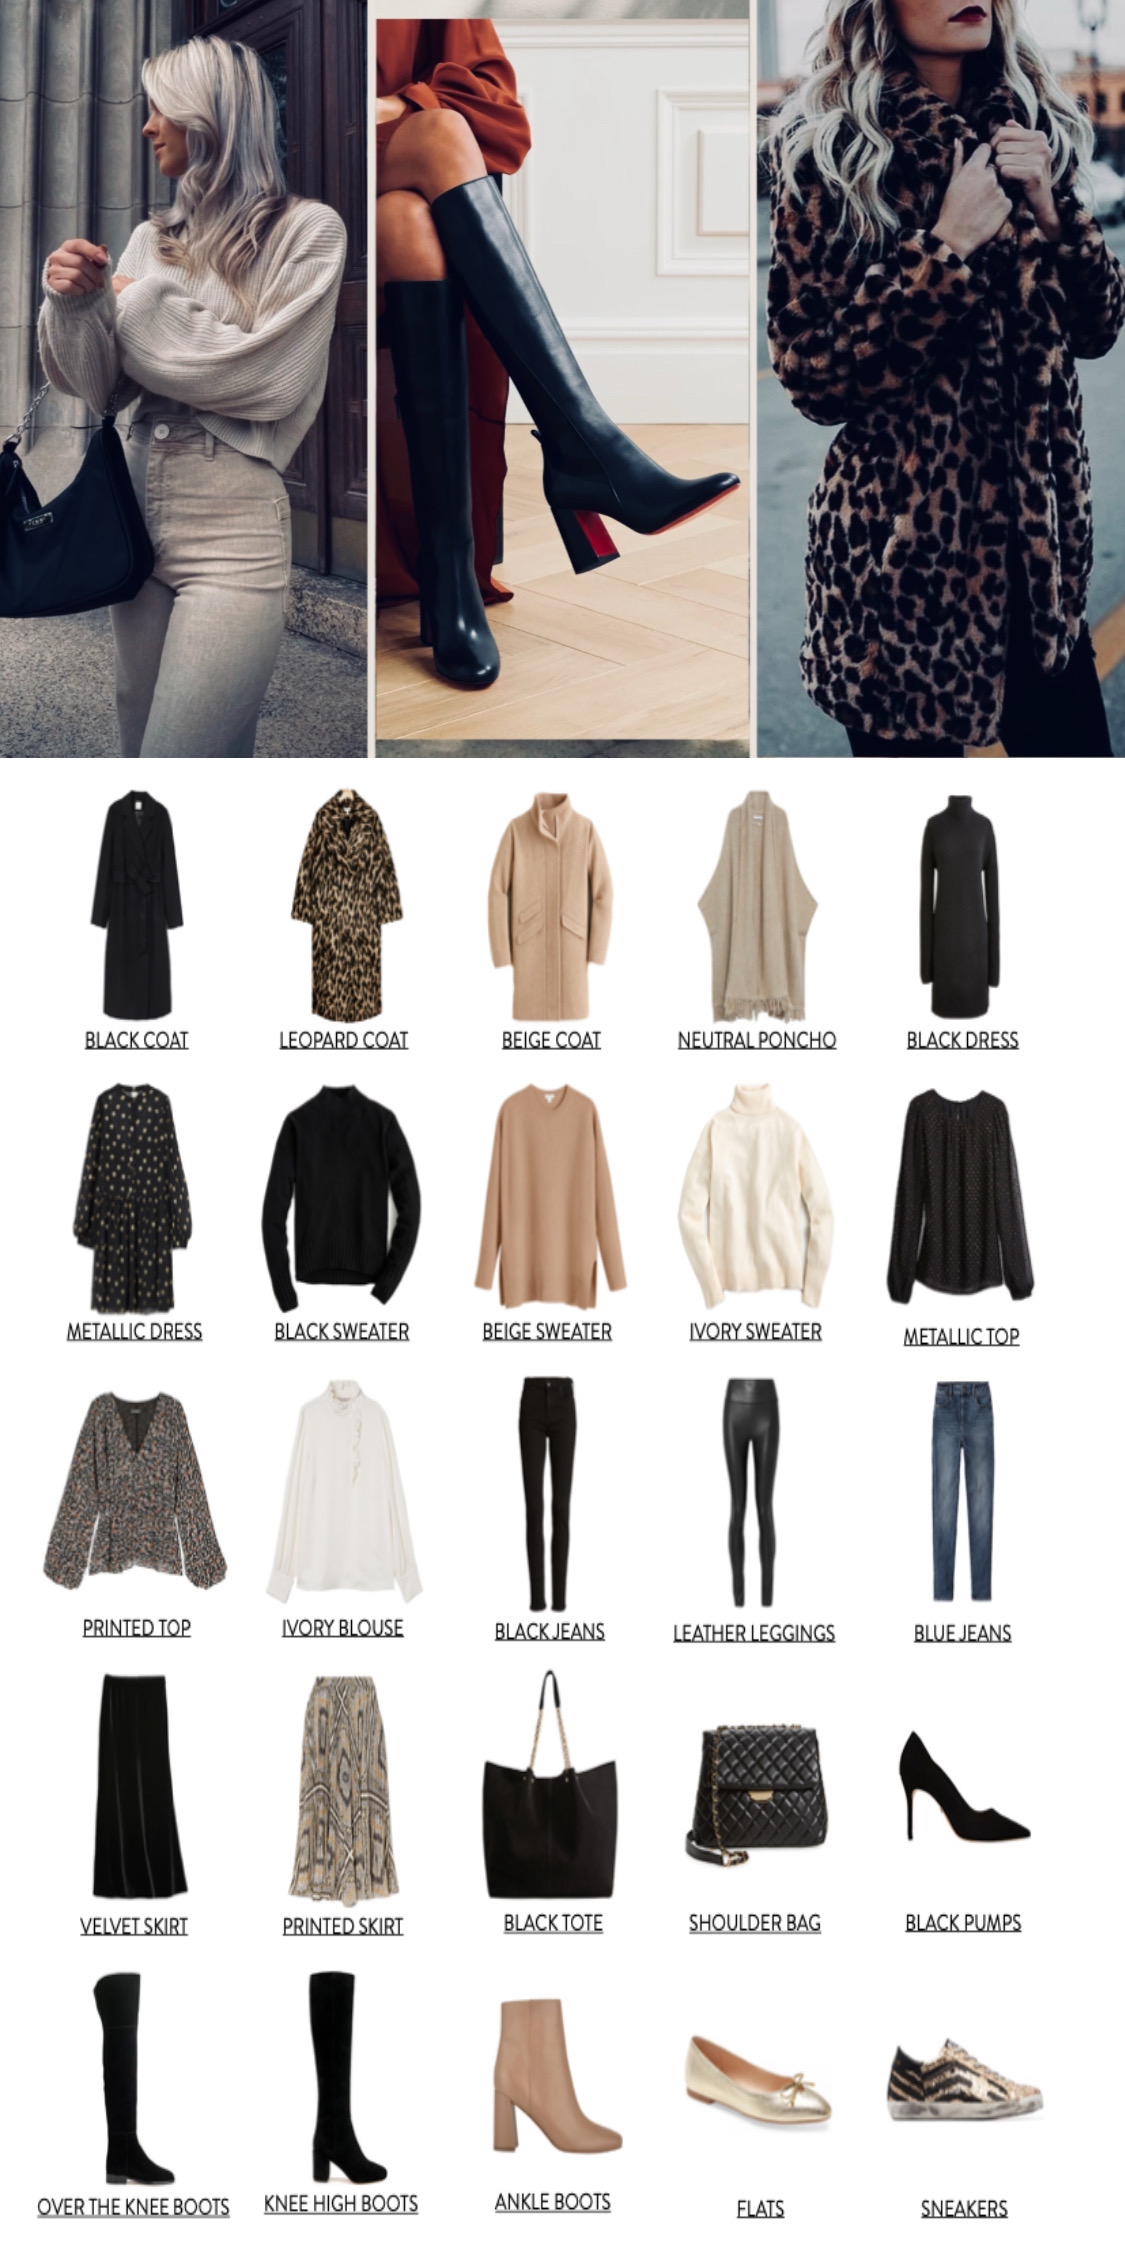 BLACK COAT
LEOPARD COAT
BEIGE COAT
NEUTRAL PONCHO
BLACK DRESS
METALLIC DRESS
BLACK SWEATER
BEIGE SWEATER
IVORY SWEATER
METALLIC TOP
PRINTED TOP
IVORY BLOUSE
BLACK JEANS
LEATHER LEGGINGS
BLUE JEANS
VELVET SKIRT
PRINTED SKIRT
BLACK TOTE
SHOULDER BAG
BLACK PUMPS
OVER THE KNEE BOOTS
KNEE HIGH BOOTS
ANKLE BOOTS
FLATS
SNEAKERS